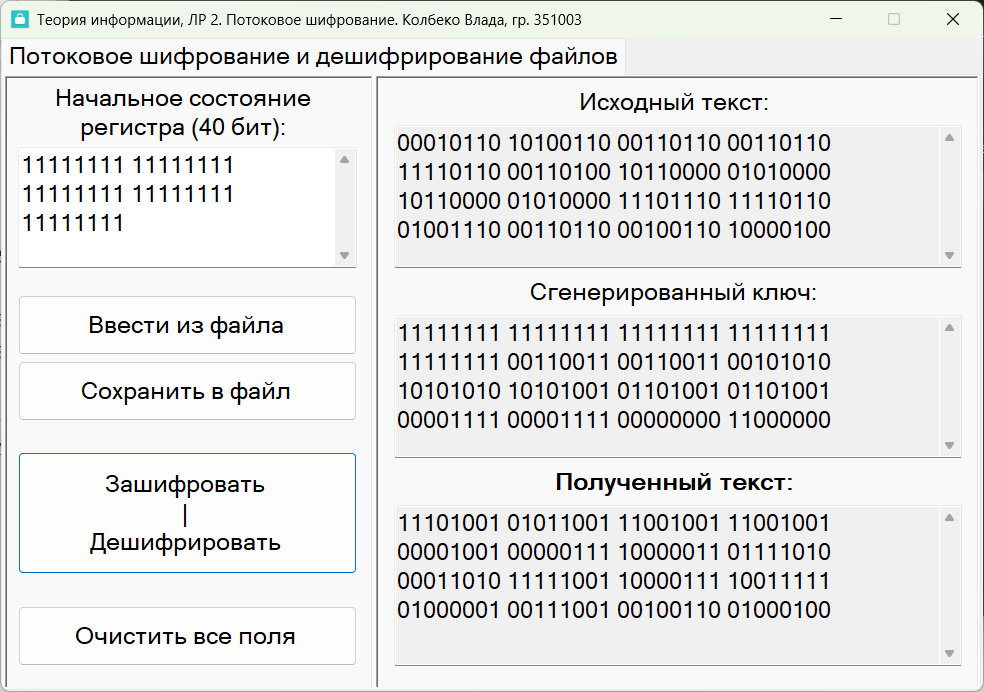 Теория информации, ЛР 2. Потоковое шифрование. Колбеко Влада, гр. 351003
Потоковое шифрование и дешифрирование файлов
Начальное состояние
регистра (40 бит):
11111111 11111111
11111111 11111111
11111111
Ввести из файла
Сохранить в файл
Зашифровать
|
Дешифрировать
Очистить все поля
Исходный текст:
00010110 10100110 00110110 00110110
11110110 00110100 10110000 01010000
10110000 01010000 11101110 11110110
01001110 00110110 00100110 10000100
Сгенерированный ключ:
11111111 11111111 11111111 11111111
11111111 00110011 00110011 00101010
10101010 10101001 01101001 01101001
00001111 00001111 00000000 11000000
Полученный текст:
11101001 01011001 11001001 11001001
00001001 00000111 10000011 01111010
00011010 11111001 10000111 10011111
01000001 00111001 00100110 01000100